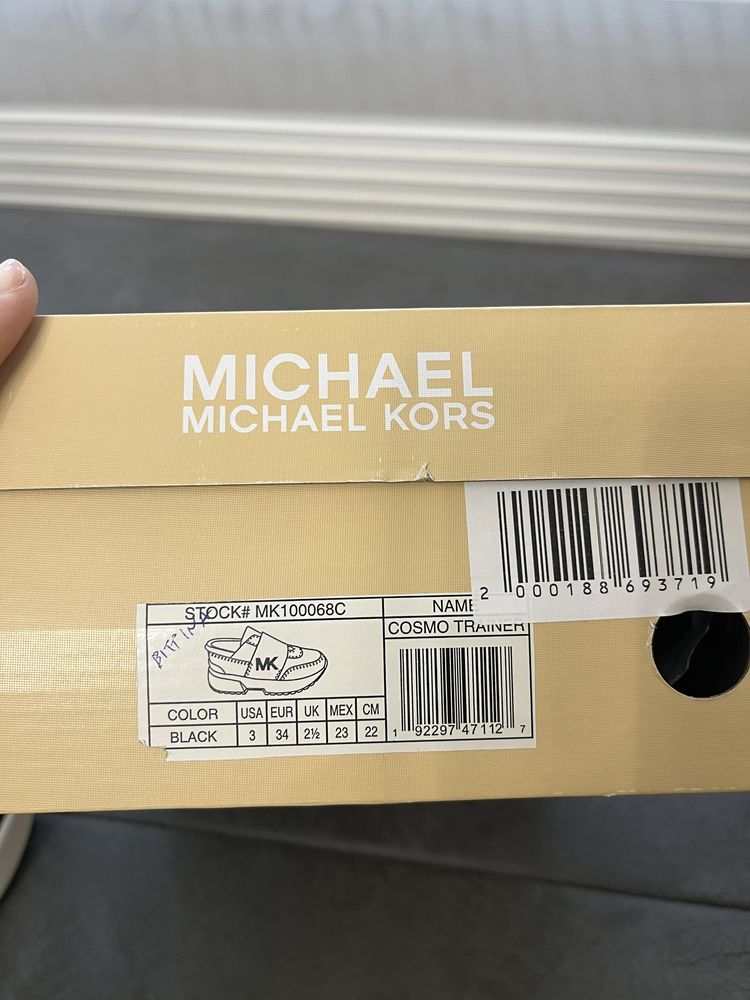 MICHAEL
MICHAEL KORS
2 000188 693719
STOCK# MK100068C
NAME
COSMO TRAINER
MK
COLOR USA EUR UK MEX CM
BLACK 3 34 2½ 23 22
1 92297 47112 7